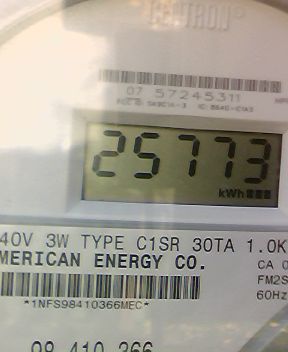 CENTRON®
07 57245311
25773
kWh
40V 3W TYPE C1SR 30TA 1.0K
MERICAN ENERGY CO.
CA 0
FM2S
60Hz
*1NFS98410366MEC*
98 410 366